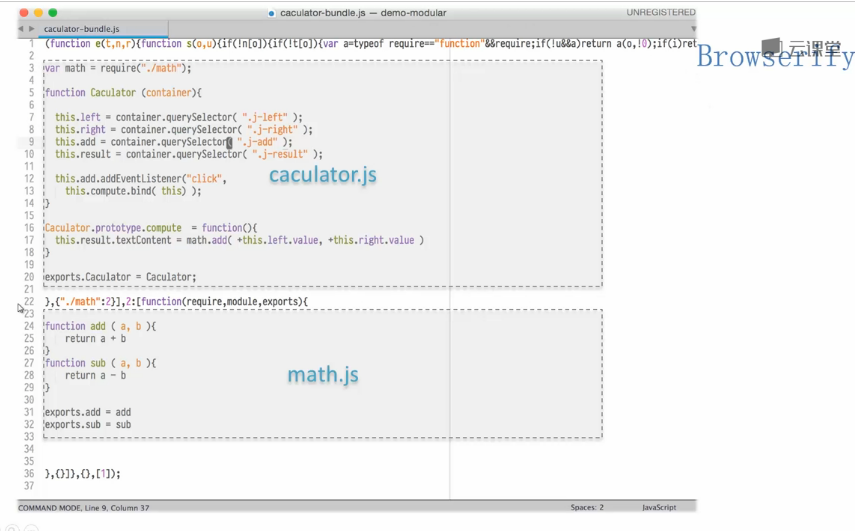 caculator-bundle.js — demo-modular
UNREGISTERED
caculator-bundle.js
1 (function e(t,n,r){function s(o,u){if(!n[o]){if(!t[o]){var a=typeof require=="function"&&require;if(!u&&a)return a(o,!0);if(i)ret
云课堂
Browserify
2
3 var math = require("./math");
4
5 function Caculator (container){
6
7 this.left = container.querySelector( ".j-left" );
8 this.right = container.querySelector( ".j-right" );
9 this.add = container.querySelector( ".j-add" );
10 this.result = container.querySelector( ".j-result" );
11
12 this.add.addEventListener("click",
13 this.compute.bind( this) );
14 }
caculator.js
15
16 Caculator.prototype.compute = function(){
17 this.result.textContent = math.add( +this.left.value, +this.right.value )
18 }
19
20 exports.Caculator = Caculator;
21
22 },{"./math":2}],2:[function(require,module,exports){
23
24 function add ( a, b ){
25 return a + b
26 }
27 function sub ( a, b ){
28 return a - b
29 }
math.js
30
31 exports.add = add
32 exports.sub = sub
33
34
35
36 },{}]},{},[1]);
37
COMMAND MODE, Line 9, Column 37
Spaces: 2
JavaScript